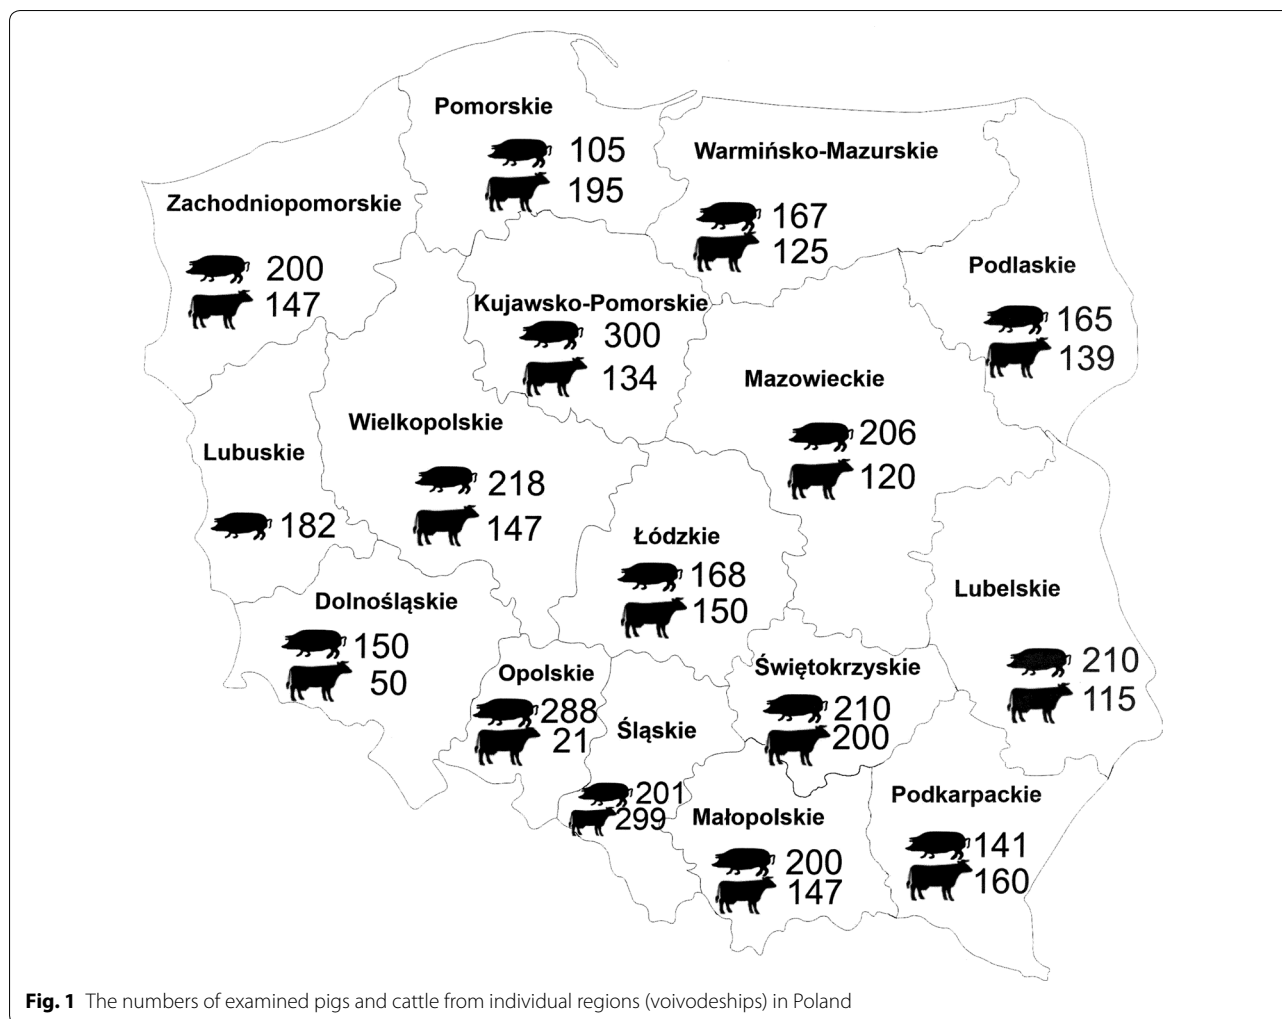 Pomorskie
105
195
Warmińsko-Mazurskie
167
125
Zachodniopomorskie
200
147
Podlaskie
165
139
Kujawsko-Pomorskie
300
134
Mazowieckie
206
120
Wielkopolskie
218
147
Lubuskie
182
Łódzkie
168
150
Lubelskie
210
115
Dolnośląskie
150
50
Opolskie
288
21
Śląskie
201
299
Świętokrzyskie
210
200
Małopolskie
200
147
Podkarpackie
141
160
Fig. 1 The numbers of examined pigs and cattle from individual regions (voivodeships) in Poland